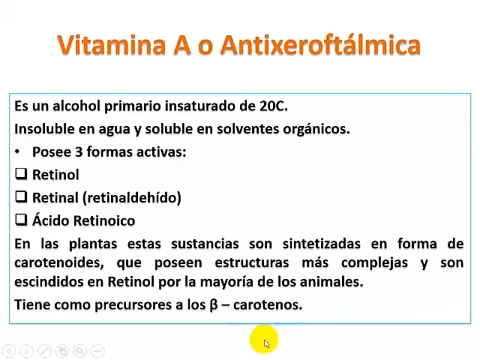 Vitamina A o Antixeroftálmica
Es un alcohol primario insaturado de 20C.
Insoluble en agua y soluble en solventes orgánicos.
• Posee 3 formas activas:
❑ Retinol
❑ Retinal (retinaldehído)
❑ Ácido Retinoico
En las plantas estas sustancias son sintetizadas en forma de
carotenoides, que poseen estructuras más complejas y son
escindidos en Retinol por la mayoría de los animales.
Tiene como precursores a los β – carotenos.